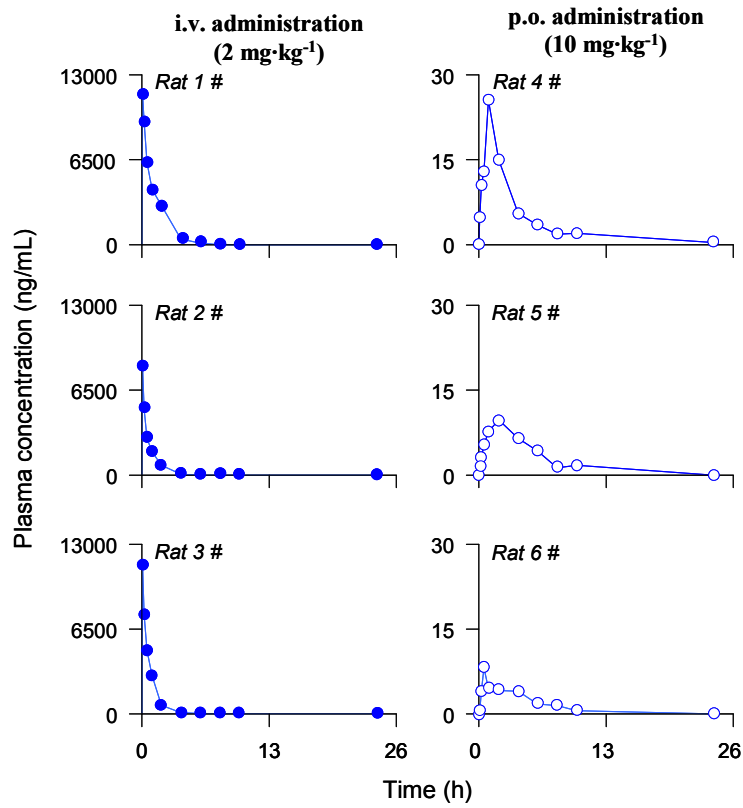 i.v. administration
(2 mg·kg⁻¹)
p.o. administration
(10 mg·kg⁻¹)
Plasma concentration (ng/mL)
13000
6500
0
Rat 1 #
30
15
0
Rat 4 #
13000
6500
0
Rat 2 #
30
15
0
Rat 5 #
13000
6500
0
Rat 3 #
30
15
0
Rat 6 #
0
13
26
0
13
26
Time (h)